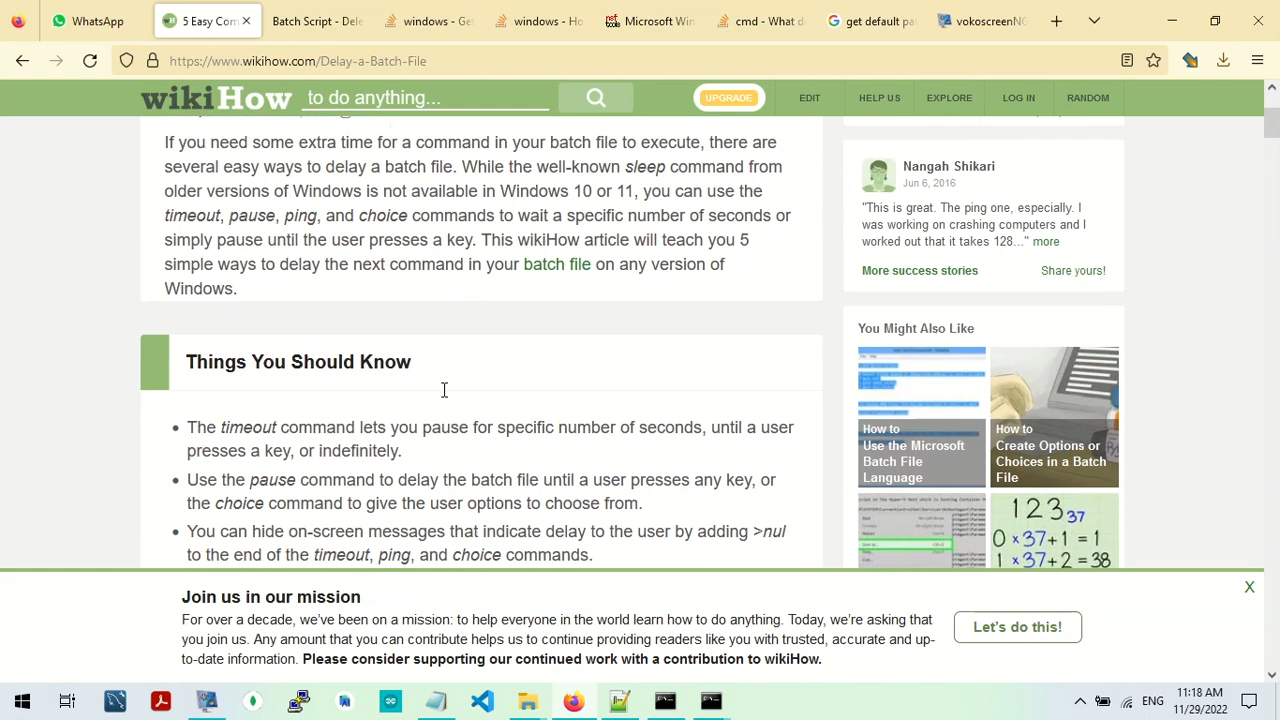 WhatsApp
5 Easy Com
Batch Script - Dele
windows - Ge
windows - Ho
Microsoft Win
cmd - What d
get default pa
vokoscreenNG
https://www.wikihow.com/Delay-a-Batch-File
wikiHow to do anything...
UPGRADE
EDIT
HELP US
EXPLORE
LOG IN
RANDOM
If you need some extra time for a command in your batch file to execute, there are
several easy ways to delay a batch file. While the well-known sleep command from
older versions of Windows is not available in Windows 10 or 11, you can use the
timeout, pause, ping, and choice commands to wait a specific number of seconds or
simply pause until the user presses a key. This wikiHow article will teach you 5
simple ways to delay the next command in your batch file on any version of
Windows.
Things You Should Know
• The timeout command lets you pause for specific number of seconds, until a user
presses a key, or indefinitely.
• Use the pause command to delay the batch file until a user presses any key, or
the choice command to give the user options to choose from.
• You can hide on-screen messages that indicate delay to the user by adding >nul
to the end of the timeout, ping, and choice commands.
Nangah Shikari
Jun 6, 2016
"This is great. The ping one, especially. I
was working on crashing computers and I
worked out that it takes 128..." more
More success stories
Share yours!
You Might Also Like
How to
Use the Microsoft
Batch File
Language
How to
Create Options or
Choices in a Batch
File
1 2 3 37
0 x37+1 = 1
1 x37+2 = 38
Join us in our mission
X
For over a decade, we've been on a mission: to help everyone in the world learn how to do anything. Today, we're asking that
you join us. Any amount that you can contribute helps us to continue providing readers like you with trusted, accurate and up-
to-date information. Please consider supporting our continued work with a contribution to wikiHow.
Let's do this!
ENG
11:18 AM
11/29/2022